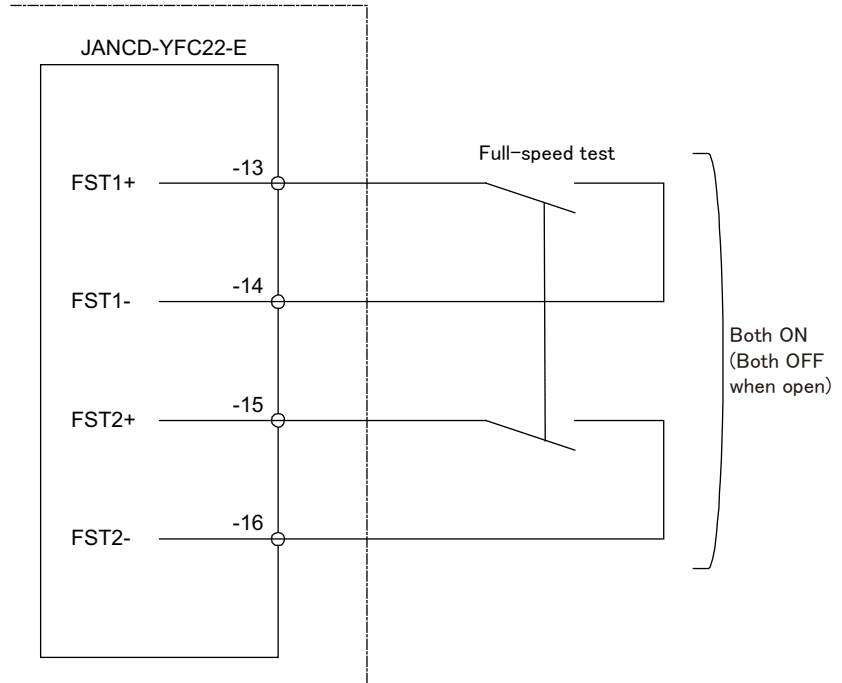 JANCD-YFC22-E
Full-speed test
FST1+
-13
FST1-
-14
FST2+
-15
FST2-
-16
Both ON
(Both OFF
when open)